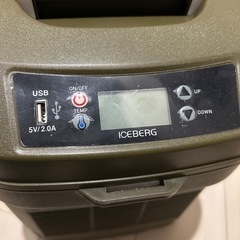 USB
ON/OFF
UP
TEMP
5V/2.0A
DOWN
ICEBERG